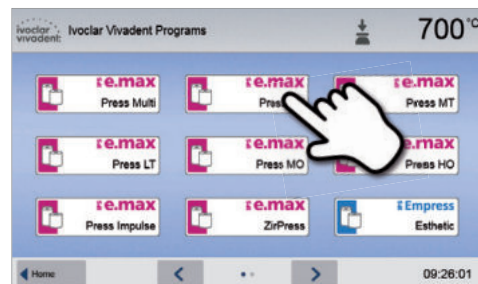 ivoclar vivadent: Ivoclar Vivadent Programs 700°C
e.max
Press Multi
e.max
e.max
Press MT
e.max
Press LT
e.max
Press MO
e.max
Press HO
e.max
Press Impulse
e.max
ZirPress
Empress
Esthetic
Home
09:26:01